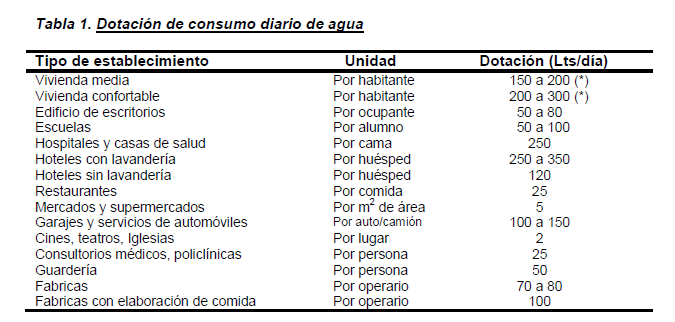 Tabla 1. Dotación de consumo diario de agua
Tipo de establecimiento Unidad Dotación (Lts/día)
Vivienda media Por habitante 150 a 200 (*)
Vivienda confortable Por habitante 200 a 300 (*)
Edificio de escritorios Por ocupante 50 a 80
Escuelas Por alumno 50 a 100
Hospitales y casas de salud Por cama 250
Hoteles con lavandería Por huésped 250 a 350
Hoteles sin lavandería Por huésped 120
Restaurantes Por comida 25
Mercados y supermercados Por m² de área 5
Garajes y servicios de automóviles Por auto/camión 100 a 150
Cines, teatros, Iglesias Por lugar 2
Consultorios médicos, policlínicas Por persona 25
Guardería Por persona 50
Fabricas Por operario 70 a 80
Fabricas con elaboración de comida Por operario 100